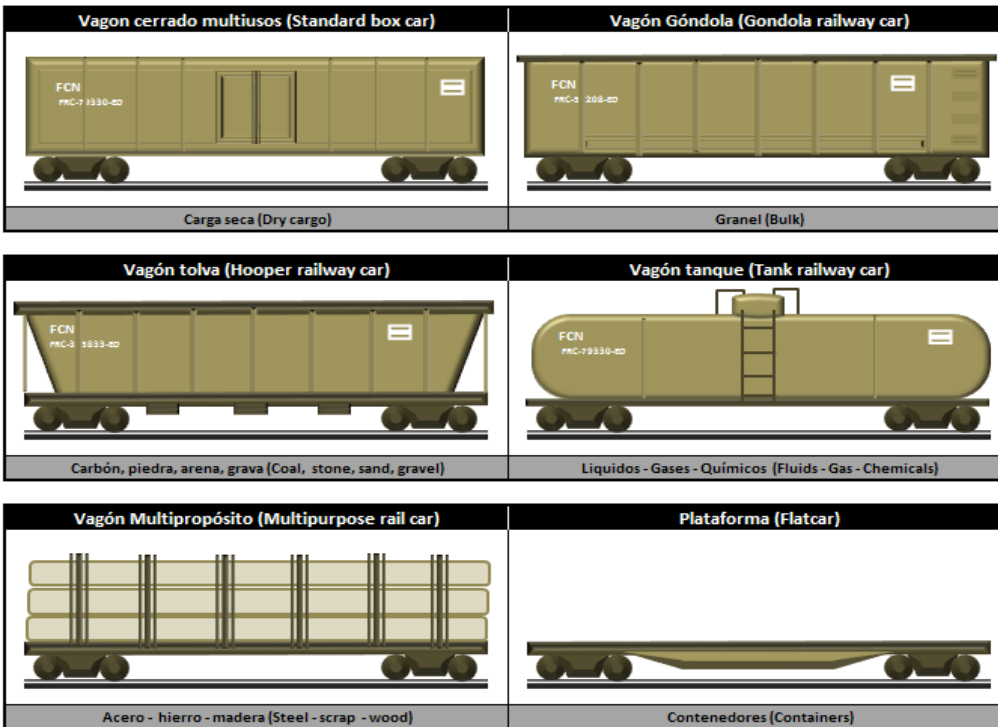 Vagon cerrado multiusos (Standard box car)
FCN
Carga seca (Dry cargo)
Vagón Góndola (Gondola railway car)
FCN
Granel (Bulk)
Vagón tolva (Hooper railway car)
FCN
Carbón, piedra, arena, grava (Coal, stone, sand, gravel)
Vagón tanque (Tank railway car)
FCN
PRC-79330-ED
Liquidos - Gases - Químicos (Fluids - Gas - Chemicals)
Vagón Multipropósito (Multipurpose rail car)
Acero - hierro - madera (Steel - scrap - wood)
Plataforma (Flatcar)
Contenedores (Containers)